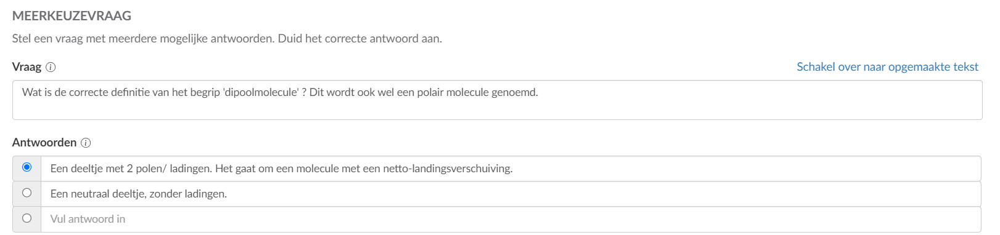 MEERKEUZEVRAAG
Stel een vraag met meerdere mogelijke antwoorden. Duid het correcte antwoord aan.
Vraag
Schakel over naar opgemaakte tekst
Wat is de correcte definitie van het begrip 'dipoolmolecule' ? Dit wordt ook wel een polair molecule genoemd.
Antwoorden
Een deeltje met 2 polen/ ladingen. Het gaat om een molecule met een netto-landingsverschuiving.
Een neutraal deeltje, zonder ladingen.
Vul antwoord in